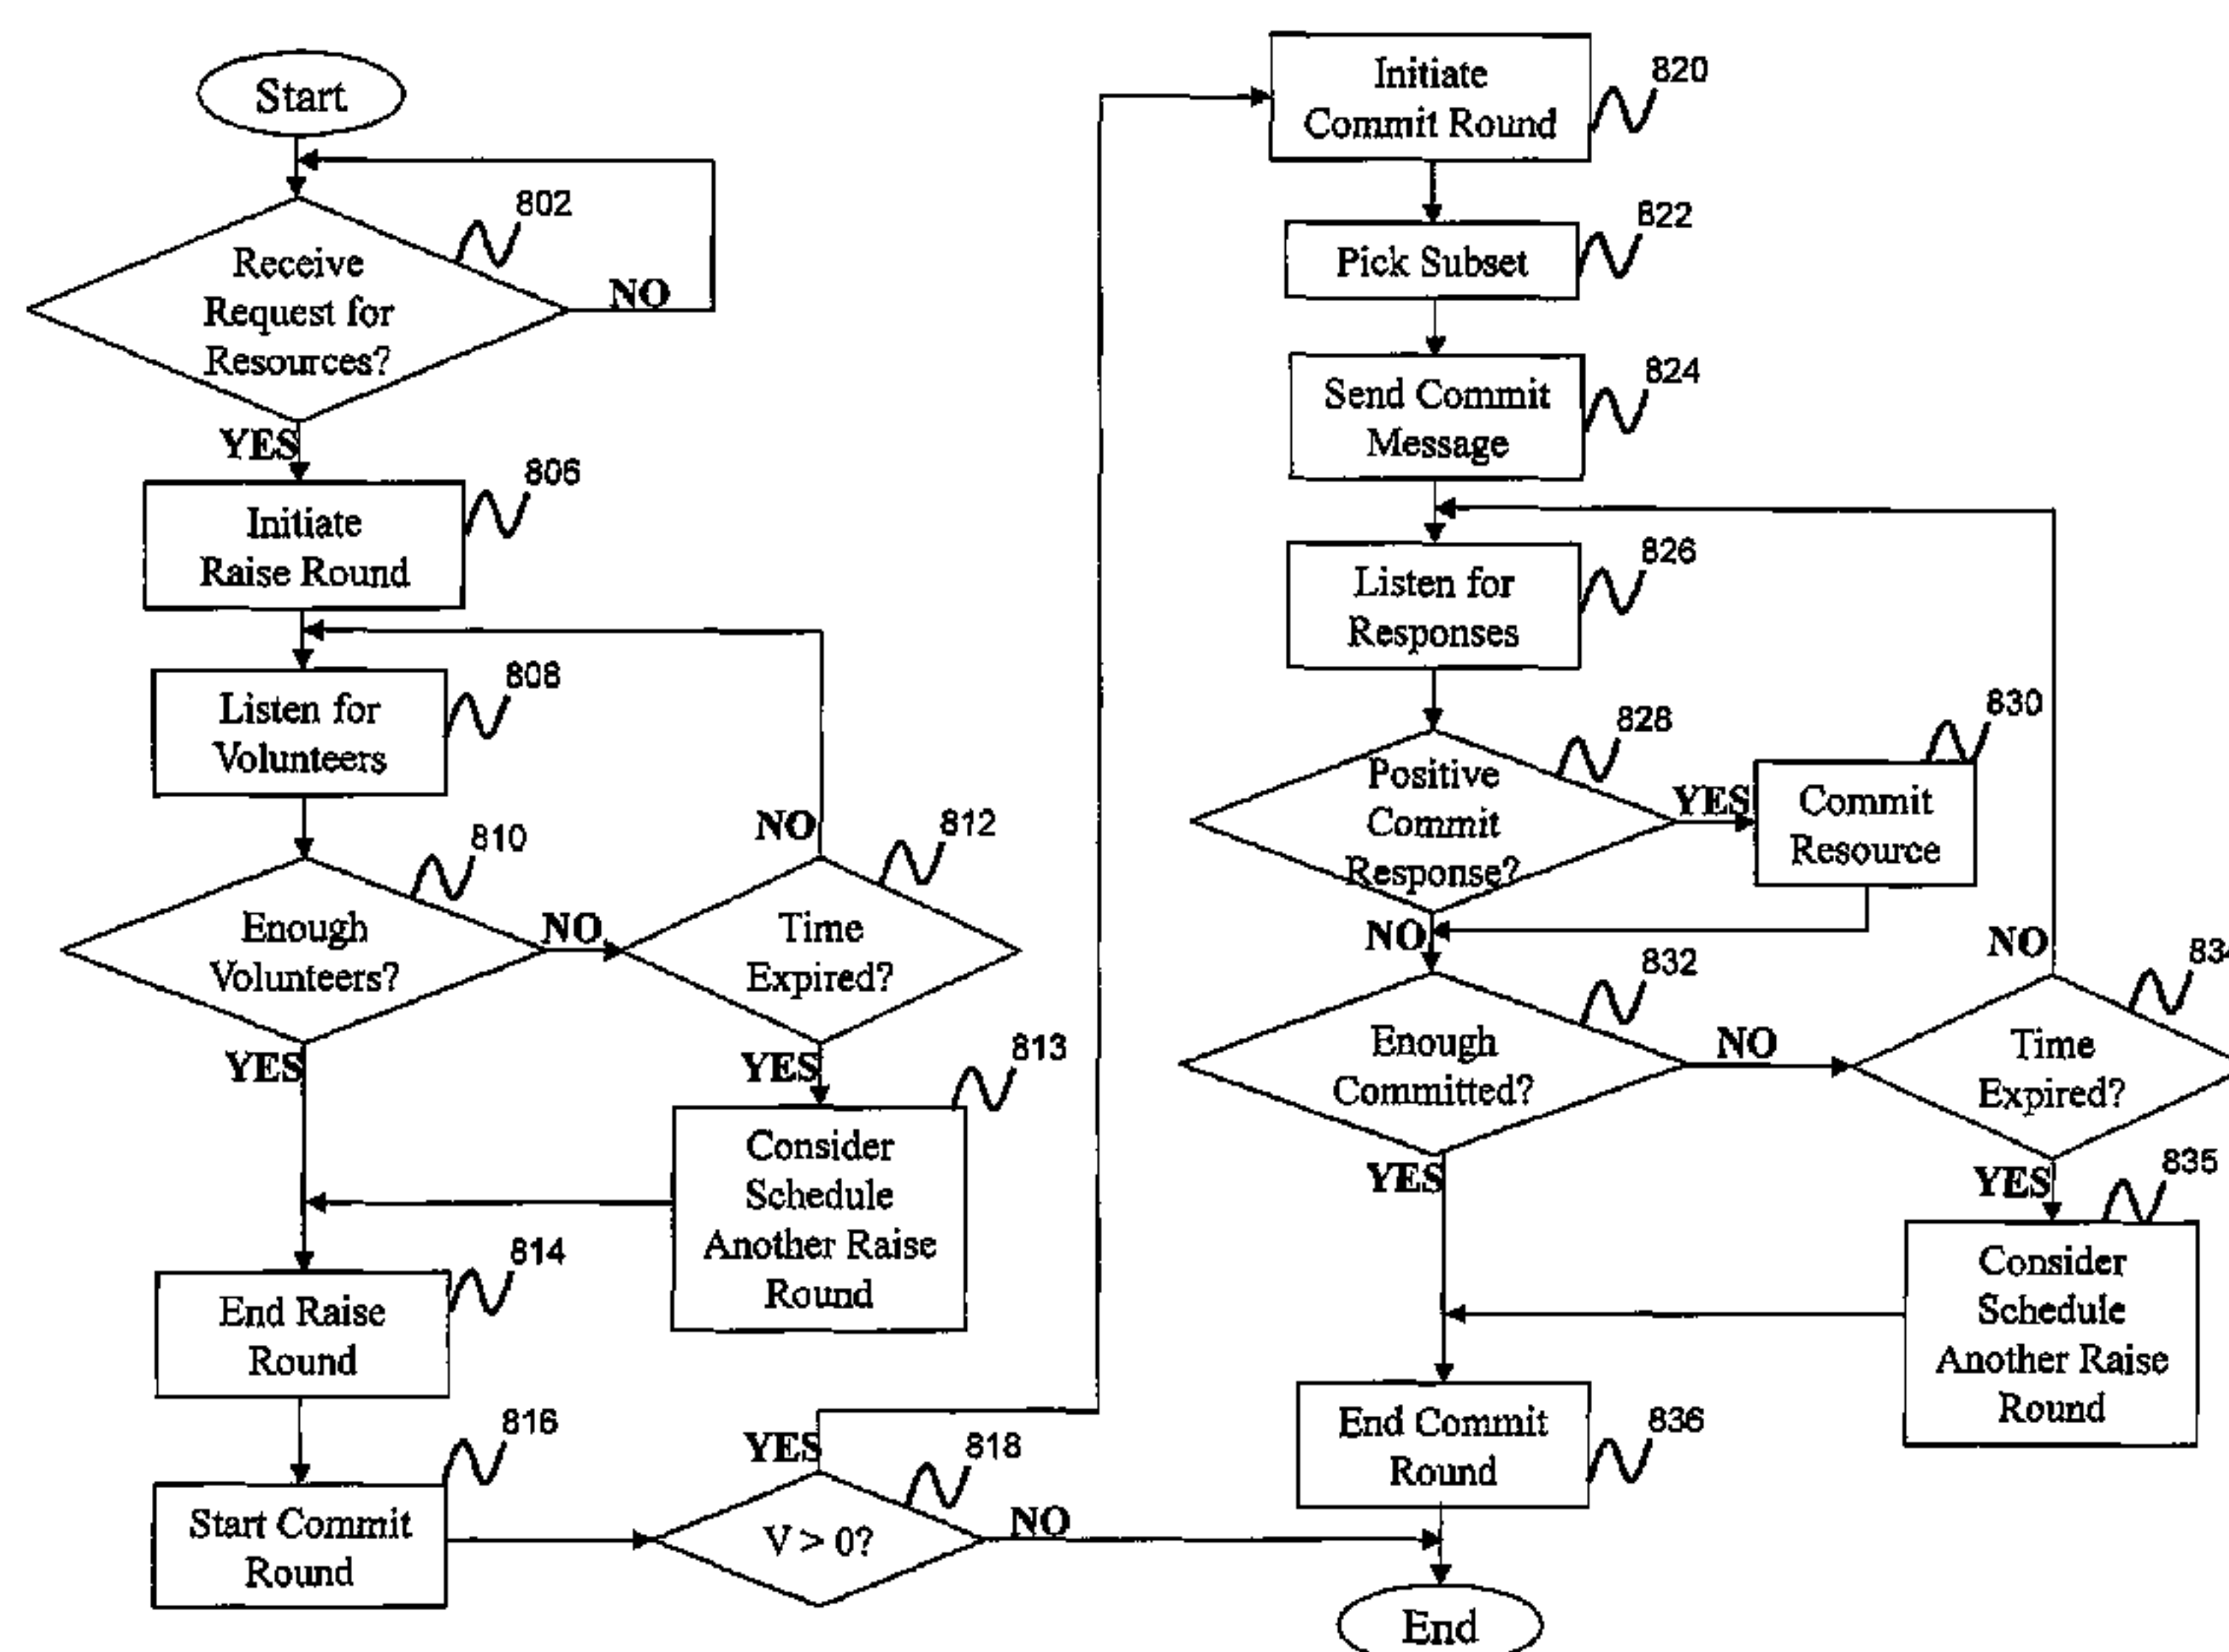 Start
802
Receive
Request for
Resources?
NO
YES
806
Initiate
Raise Round
808
Listen for
Volunteers
810
Enough
Volunteers?
NO
812
Time
Expired?
NO
YES
YES
813
Consider
Schedule
Another Raise
Round
814
End Raise
Round
816
Start Commit
Round
818
V > 0?
YES
NO
820
Initiate
Commit Round
822
Pick Subset
824
Send Commit
Message
826
Listen for
Responses
828
Positive
Commit
Response?
YES
830
Commit
Resource
NO
832
Enough
Committed?
NO
Time
Expired?
NO
YES
YES
835
Consider
Schedule
Another Raise
Round
836
End Commit
Round
End